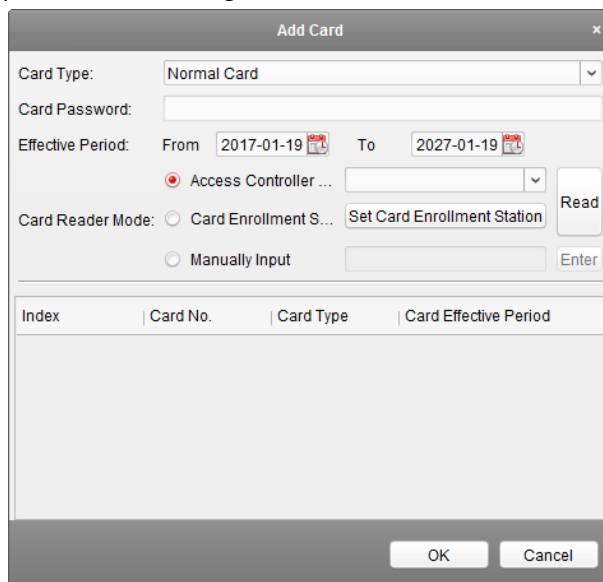 Add Card ×
Card Type: Normal Card
Card Password:
Effective Period: From 2017-01-19 To 2027-01-19
Access Controller ...
Card Reader Mode: Card Enrollment S... Set Card Enrollment Station Read
Manually Input Enter
Index Card No. Card Type Card Effective Period
OK Cancel